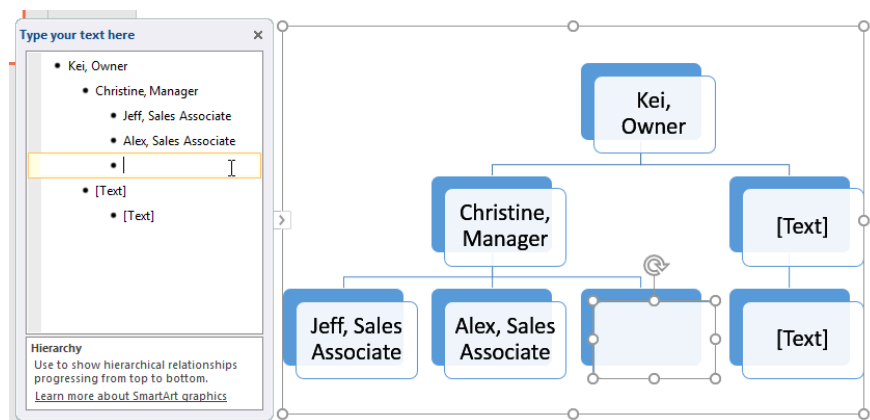 Type your text here
Kei, Owner
Christine, Manager
Jeff, Sales Associate
Alex, Sales Associate
[Text]
[Text]
Hierarchy
Use to show hierarchical relationships
progressing from top to bottom.
Learn more about SmartArt graphics
Kei,
Owner
Christine,
Manager
[Text]
Jeff, Sales
Associate
Alex, Sales
Associate
[Text]